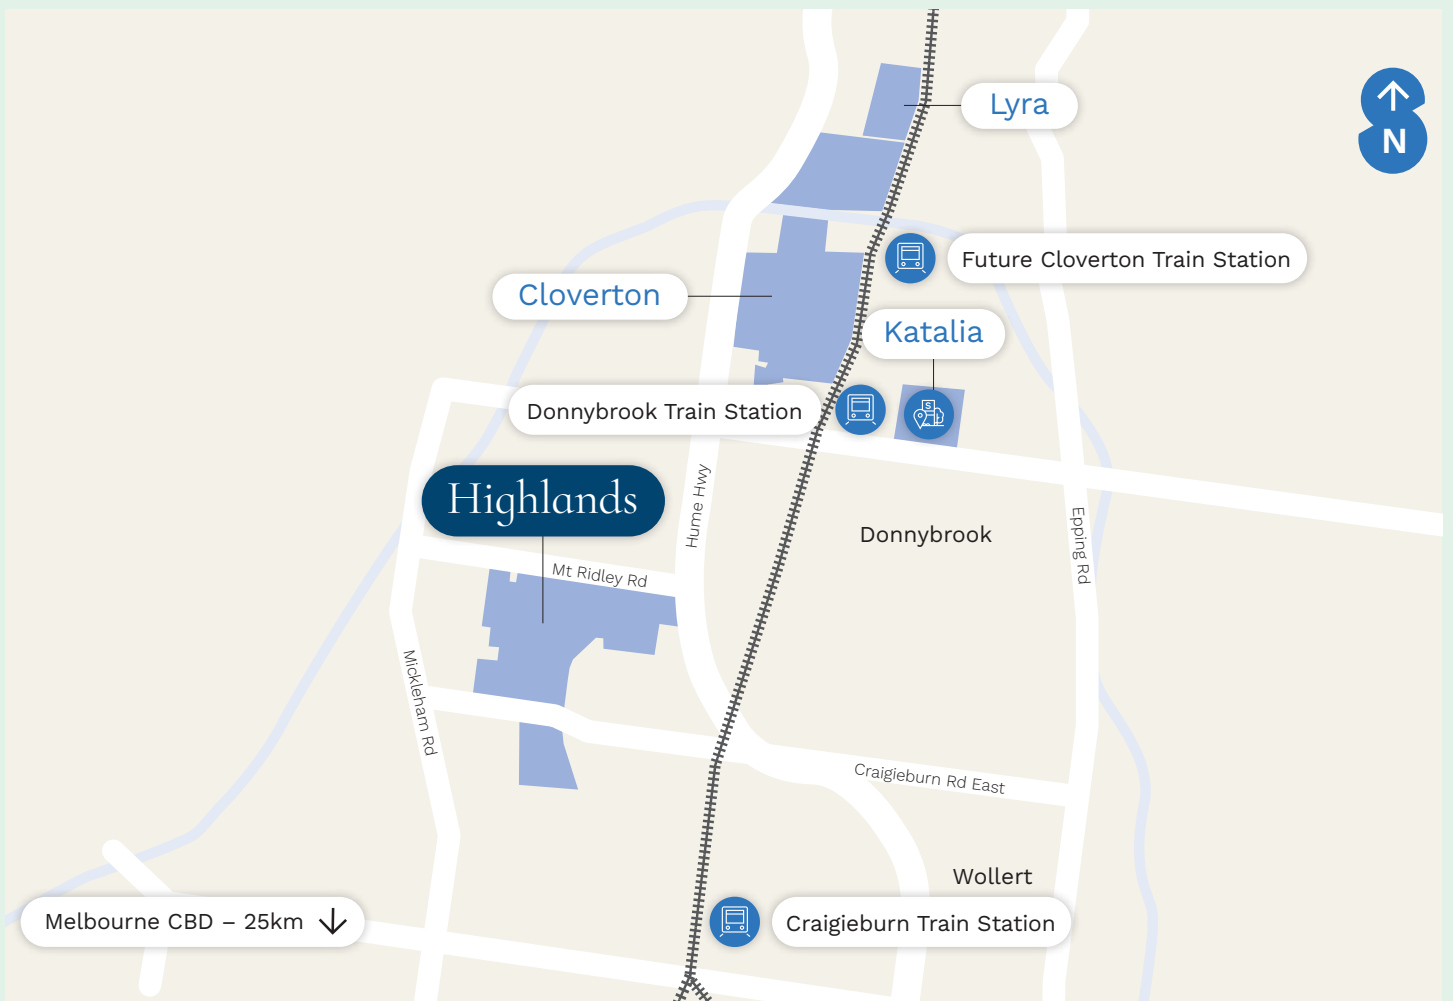 Lyra
N
Future Cloverton Train Station
Cloverton
Katalia
S
Donnybrook Train Station
Highlands
Hume Hwy
Donnybrook
Epping Rd
Mt Ridley Rd
Mickleham Rd
Craigieburn Rd East
Wollert
Melbourne CBD – 25km
Craigieburn Train Station